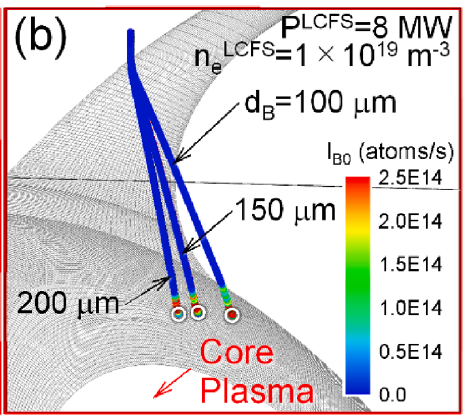 (b)
P^LCFS=8 MW
n_e^LCFS=1 × 10^19 m^-3
d_B=100 μm
I_B0 (atoms/s)
2.5E14
2.0E14
150 μm
1.5E14
1.0E14
200 μm
0.5E14
Core
Plasma
0.0